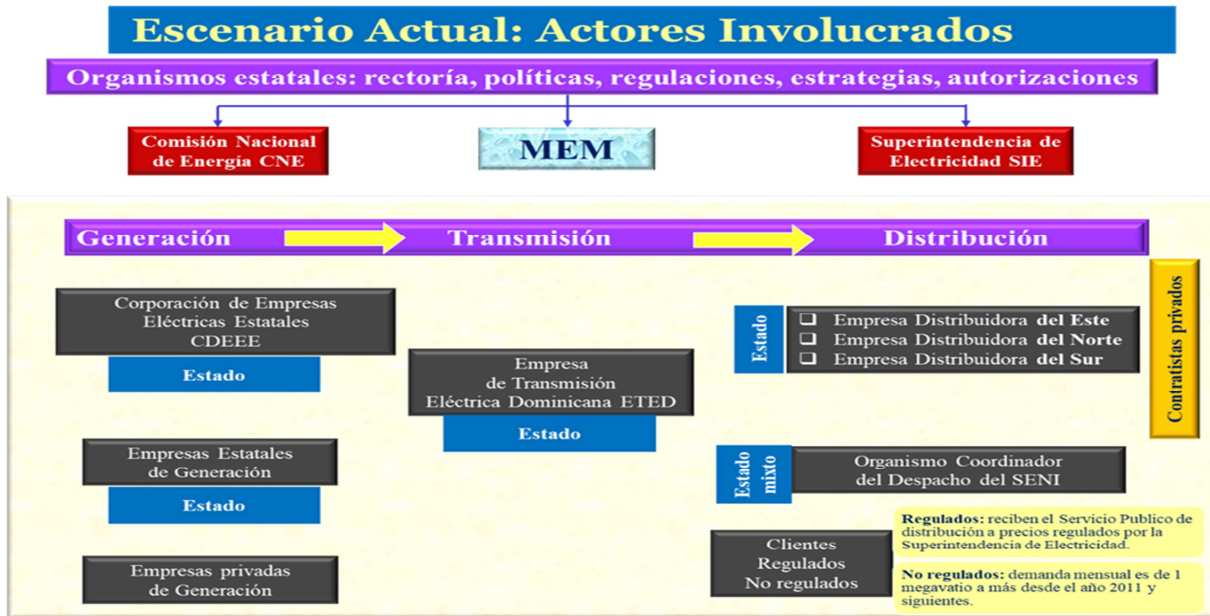 Escenario Actual: Actores Involucrados
Organismos estatales: rectoría, políticas, regulaciones, estrategias, autorizaciones
Comisión Nacional
de Energía CNE
MEM
Superintendencia de
Electricidad SIE
Generación
Transmisión
Distribución
Corporación de Empresas
Eléctricas Estatales
CDEEE
Estado
Empresas Estatales
de Generación
Estado
Empresas privadas
de Generación
Empresa
de Transmisión
Eléctrica Dominicana ETED
Estado
Estado
Empresa Distribuidora del Este
Empresa Distribuidora del Norte
Empresa Distribuidora del Sur
Contratistas privados
Estado
mixto
Organismo Coordinador
del Despacho del SENI
Clientes
Regulados
No regulados
Regulados: reciben el Servicio Publico de
distribución a precios regulados por la
Superintendencia de Electricidad.
No regulados: demanda mensual es de 1
megavatio a más desde el año 2011 y
siguientes.